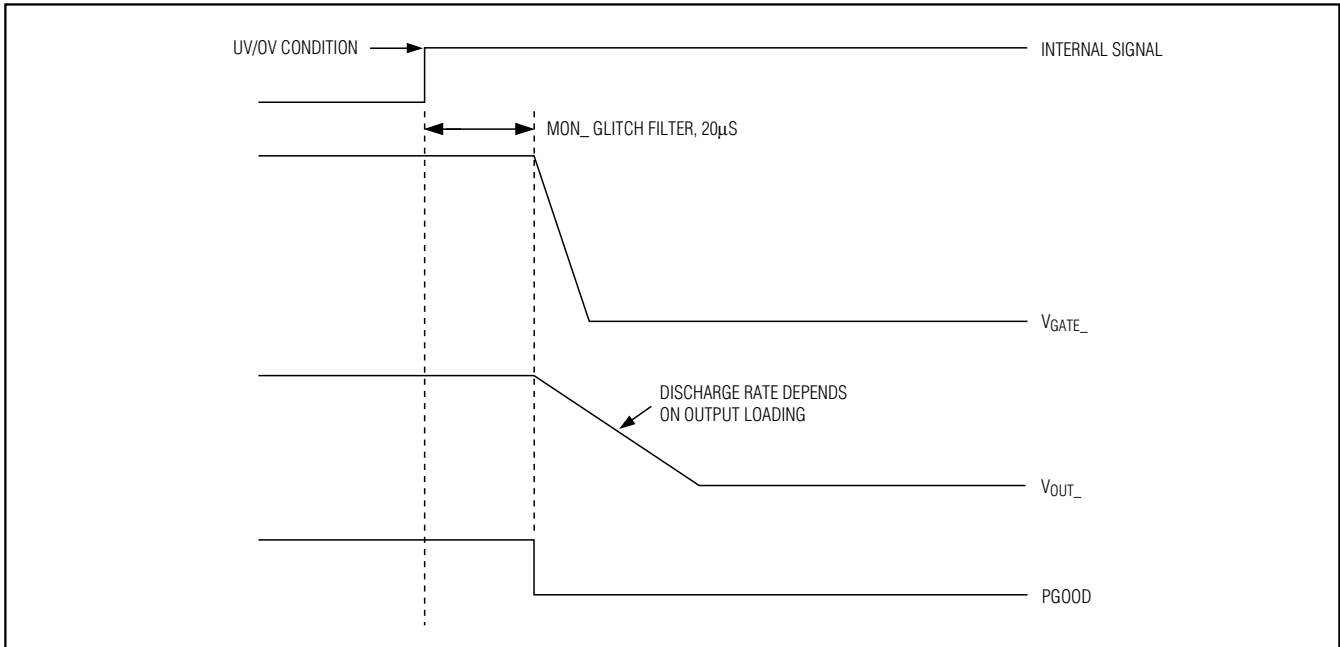 UV/OV CONDITION
INTERNAL SIGNAL
MON_ GLITCH FILTER, 20μS
VGATE_
DISCHARGE RATE DEPENDS
ON OUTPUT LOADING
VOUT_
PGOOD